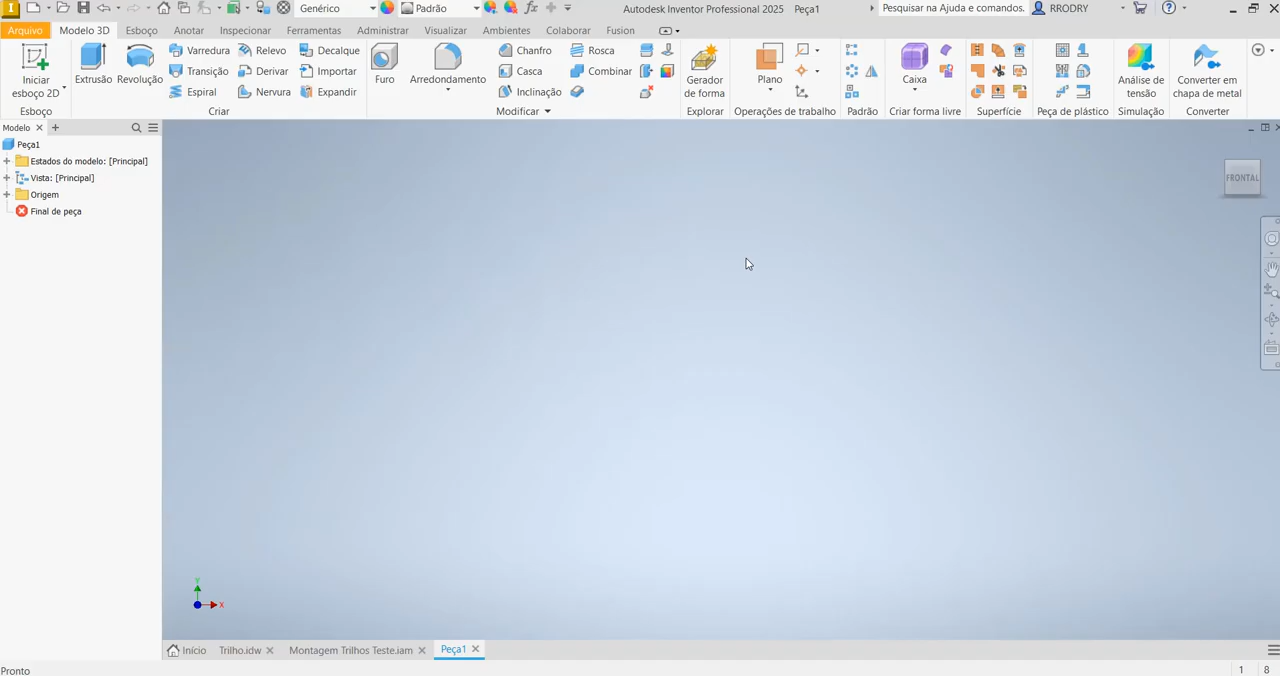 Genérico
Padrão
Autodesk Inventor Professional 2025 Peça1
Pesquisar na Ajuda e comandos.
RRODRY
Arquivo Modelo 3D Esboço Anotar Inspecionar Ferramentas Administrar Visualizar Ambientes Colaborar Fusion
Iniciar
esboço 2D
Extrusão Revolução
Varredura Relevo Decalque
Transição Derivar Importar
Espiral Nervura Expandir
Furo Arredondamento
Chanfro Rosca
Casca Combinar
Inclinação
Gerador
de forma
Plano
Caixa
Análise de
tensão
Converter em
chapa de metal
Esboço Criar Modificar Explorar Operações de trabalho Padrão Criar forma livre Superfície Peça de plástico Simulação Converter
Modelo
Peça1
Estados do modelo: [Principal]
Vista: [Principal]
Origem
Final de peça
FRONTAL
Y
X
Início Trilho.idw Montagem Trilhos Teste.iam Peça1
Pronto
1 8